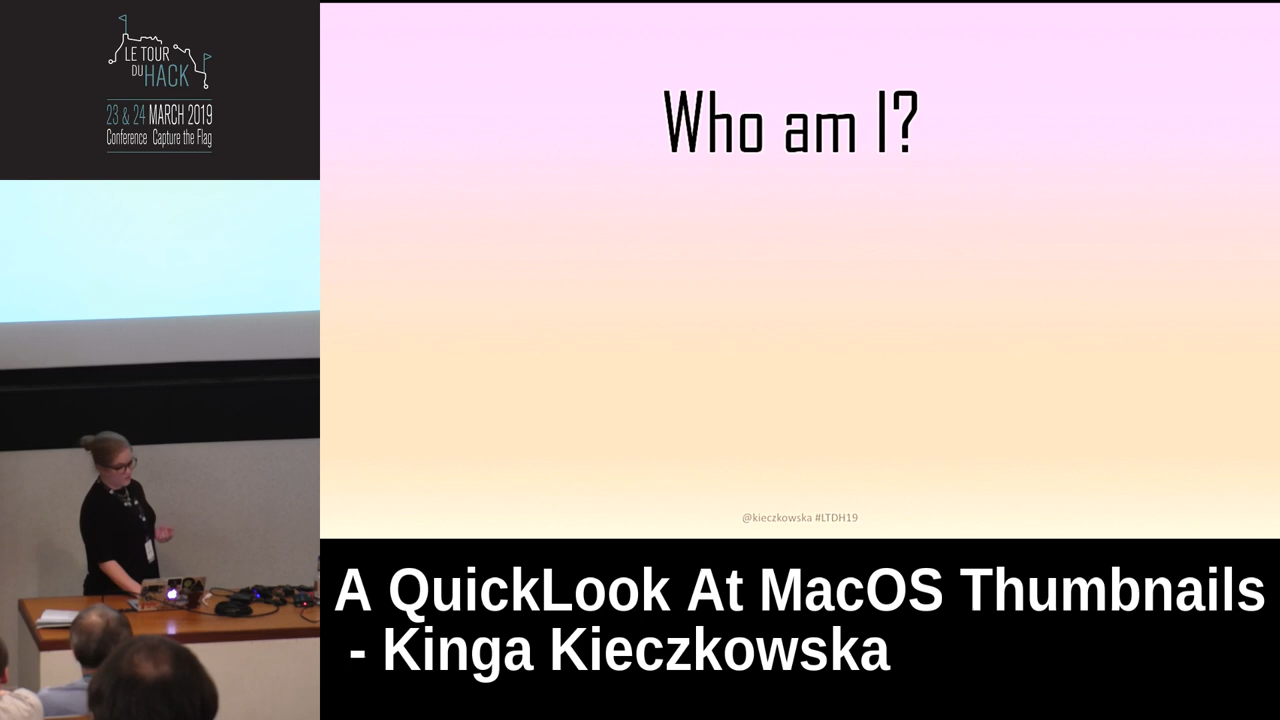 LE TOUR
DU HACK
23 & 24 MARCH 2019
Conference Capture the Flag
Who am I?
@kieczkowska #LTDH19
A QuickLook At MacOS Thumbnails
- Kinga Kieczkowska